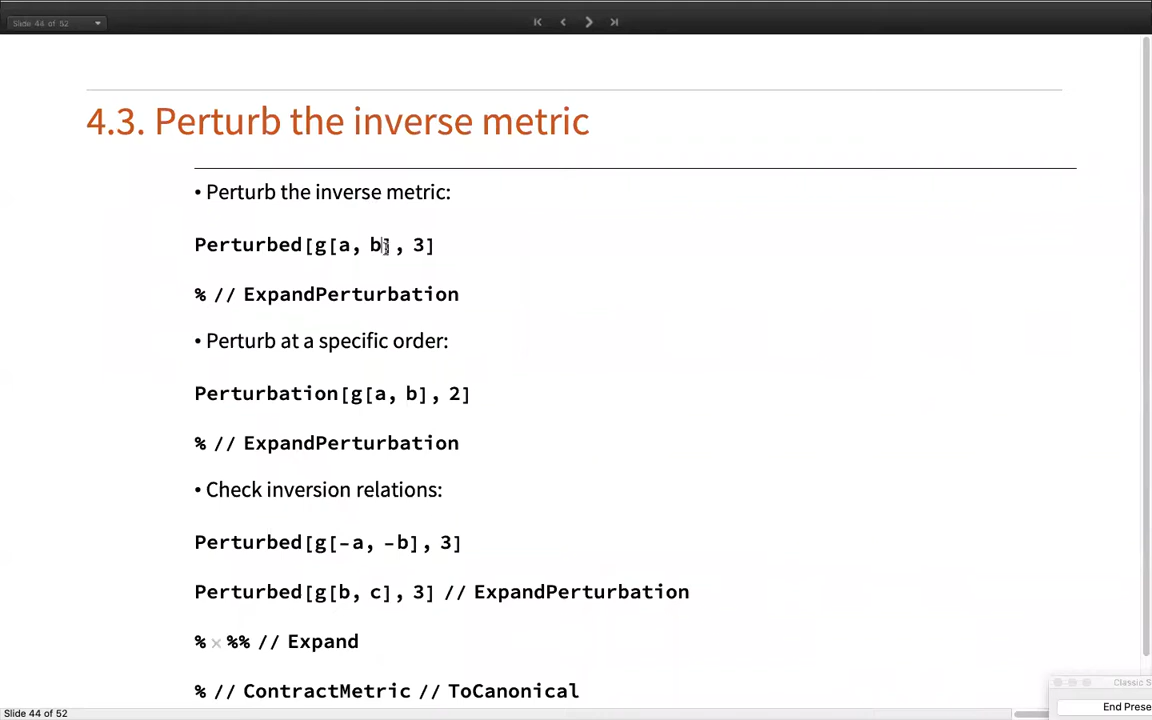 Slide 44 of 52
4.3. Perturb the inverse metric
• Perturb the inverse metric:
Perturbed[g[a, b], 3]
% // ExpandPerturbation
• Perturb at a specific order:
Perturbation[g[a, b], 2]
% // ExpandPerturbation
• Check inversion relations:
Perturbed[g[-a, -b], 3]
Perturbed[g[b, c], 3] // ExpandPerturbation
% × %% // Expand
% // ContractMetric // ToCanonical
Classic S
End Prese
Slide 44 of 52